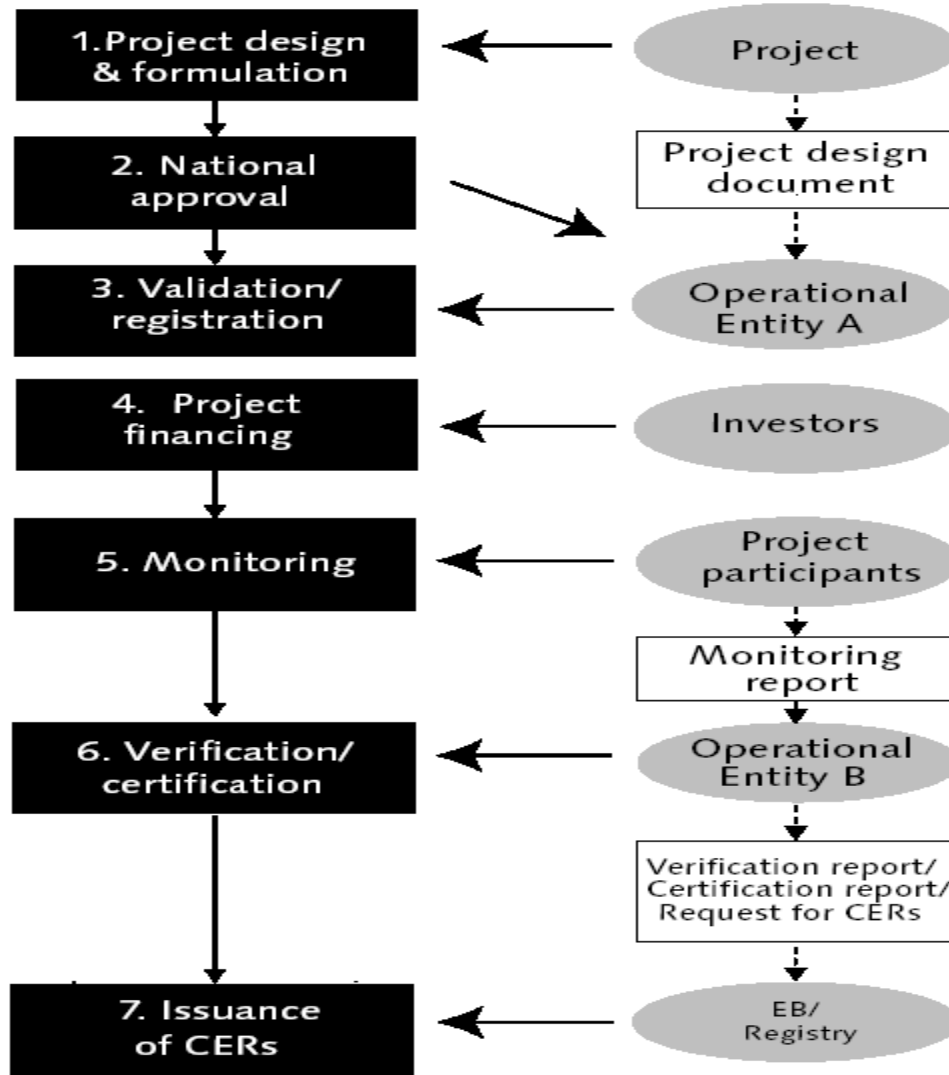 1.Project design
& formulation
Project
2. National
approval
Project design
document
3. Validation/
registration
Operational
Entity A
4. Project
financing
Investors
5. Monitoring
Project
participants
Monitoring
report
6. Verification/
certification
Operational
Entity B
Verification report/
Certification report/
Request for CERs
7. Issuance
of CERs
EB/
Registry